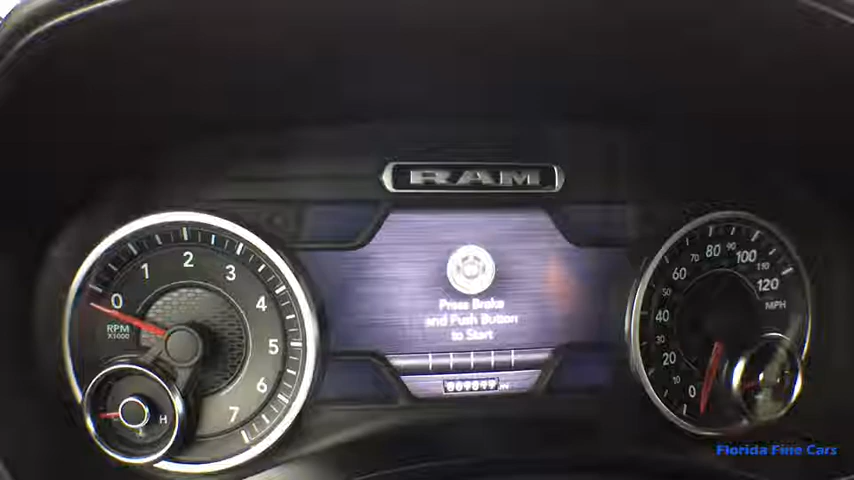 RAM
Press Brake
and Push Button
to Start
0 1 2 3 4 5 6 7
RPM
X1000
H
0 10 20 30 40 50 60 70 80 90 100 110 120
MPH
Florida Fine Cars